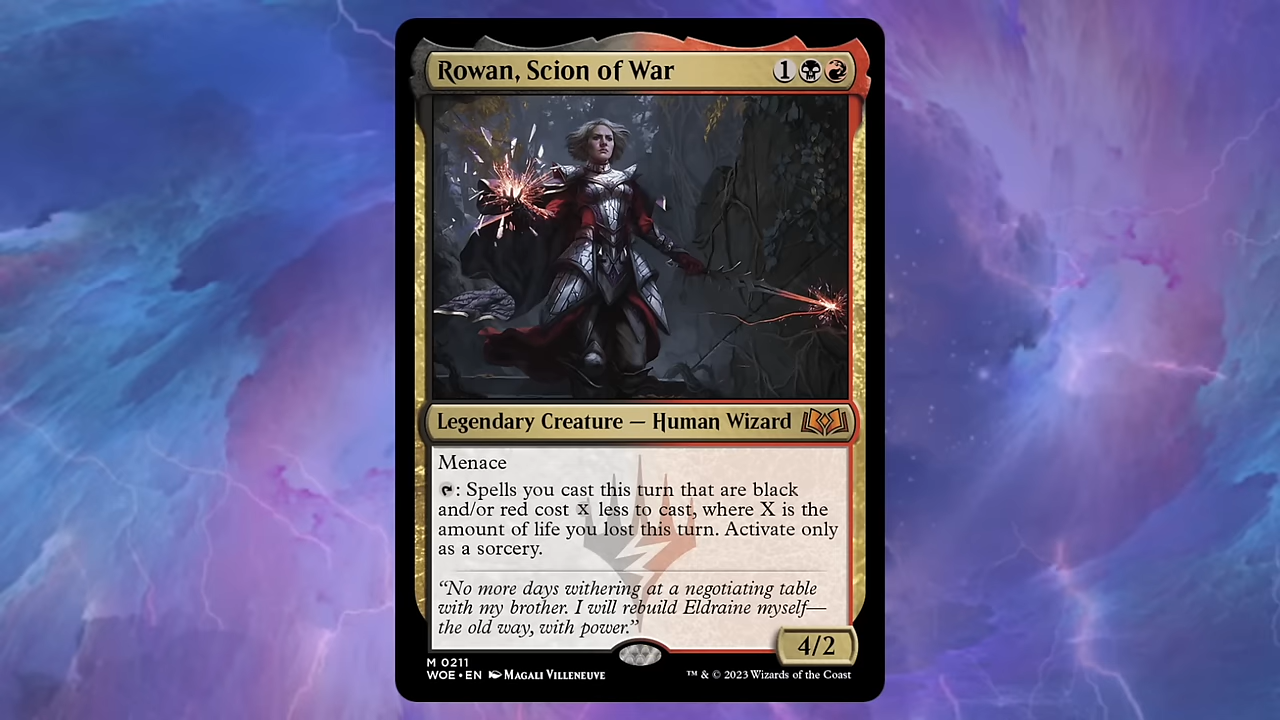 Rowan, Scion of War 1
Legendary Creature — Human Wizard
Menace
: Spells you cast this turn that are black
and/or red cost X less to cast, where X is the
amount of life you lost this turn. Activate only
as a sorcery.
“No more days withering at a negotiating table
with my brother. I will rebuild Eldraine myself—
the old way, with power.”
4/2
M 0211
WOE • EN Magali Villeneuve
™ & © 2023 Wizards of the Coast